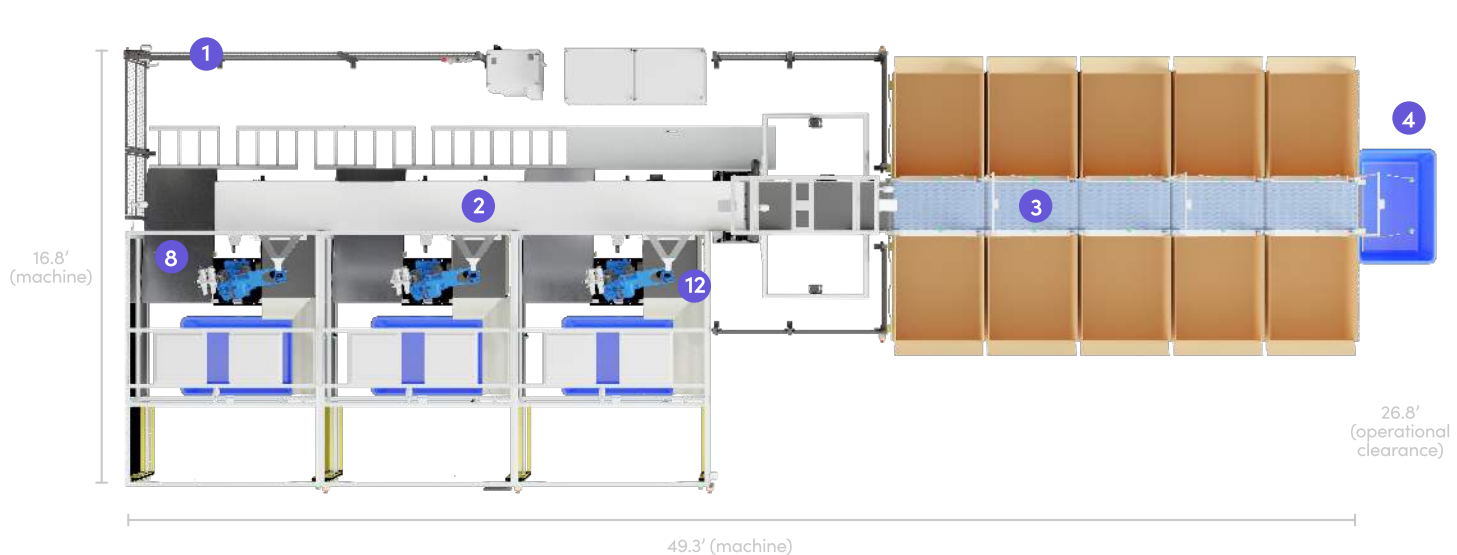 1
4
2
3
8
12
16.8’
(machine)
26.8’
(operational
clearance)
49.3’ (machine)